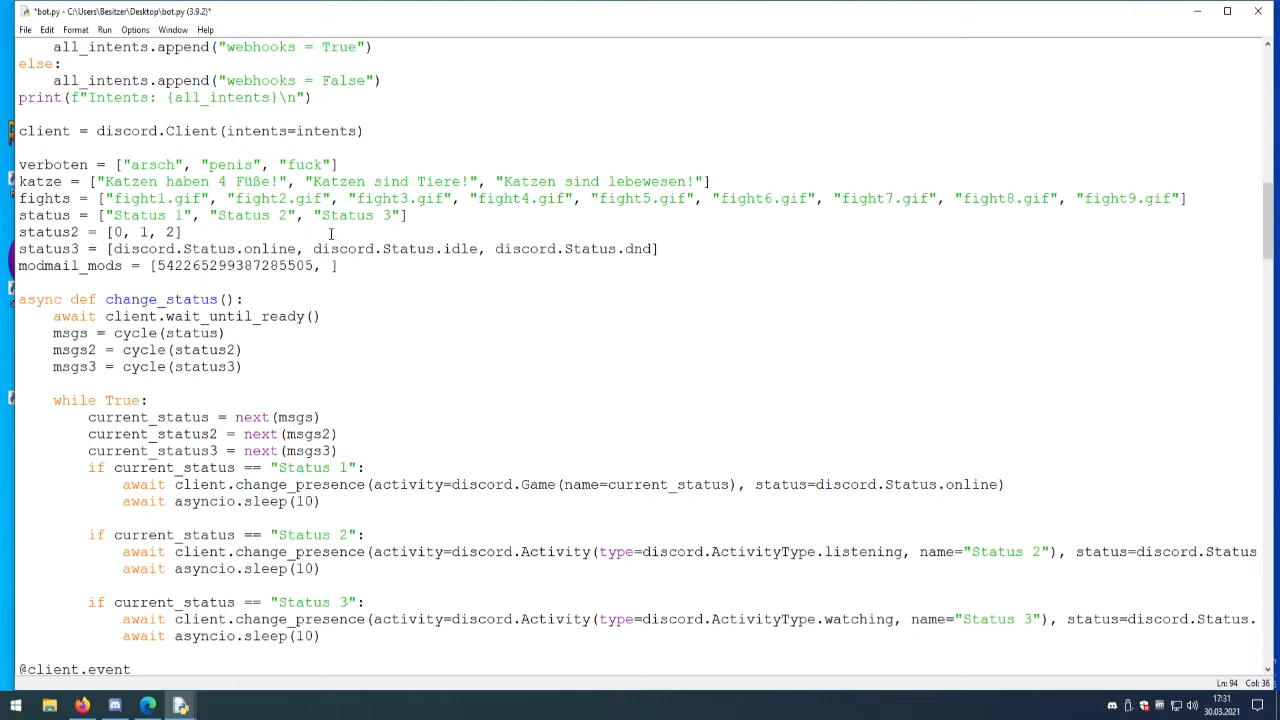 *bot.py - C:\Users\Besitzer\Desktop\bot.py (3.9.2)*
File Edit Format Run Options Window Help
    all_intents.append("webhooks = True")
else:
    all_intents.append("webhooks = False")
print(f"Intents: {all_intents}\n")
client = discord.Client(intents=intents)
verboten = ["arsch", "penis", "fuck"]
katze = ["Katzen haben 4 Füße!", "Katzen sind Tiere!", "Katzen sind lebewesen!"]
fights = ["fight1.gif", "fight2.gif", "fight3.gif", "fight4.gif", "fight5.gif", "fight6.gif", "fight7.gif", "fight8.gif", "fight9.gif"]
status = ["Status 1", "Status 2", "Status 3"]
status2 = [0, 1, 2]
status3 = [discord.Status.online, discord.Status.idle, discord.Status.dnd]
modmail_mods = [542265299387285505, ]
async def change_status():
    await client.wait_until_ready()
    msgs = cycle(status)
    msgs2 = cycle(status2)
    msgs3 = cycle(status3)
    while True:
        current_status = next(msgs)
        current_status2 = next(msgs2)
        current_status3 = next(msgs3)
        if current_status == "Status 1":
            await client.change_presence(activity=discord.Game(name=current_status), status=discord.Status.online)
            await asyncio.sleep(10)
        if current_status == "Status 2":
            await client.change_presence(activity=discord.Activity(type=discord.ActivityType.listening, name="Status 2"), status=discord.Status
            await asyncio.sleep(10)
        if current_status == "Status 3":
            await client.change_presence(activity=discord.Activity(type=discord.ActivityType.watching, name="Status 3"), status=discord.Status.
            await asyncio.sleep(10)
@client.event
Ln: 94 Col: 36
17:31
30.03.2021